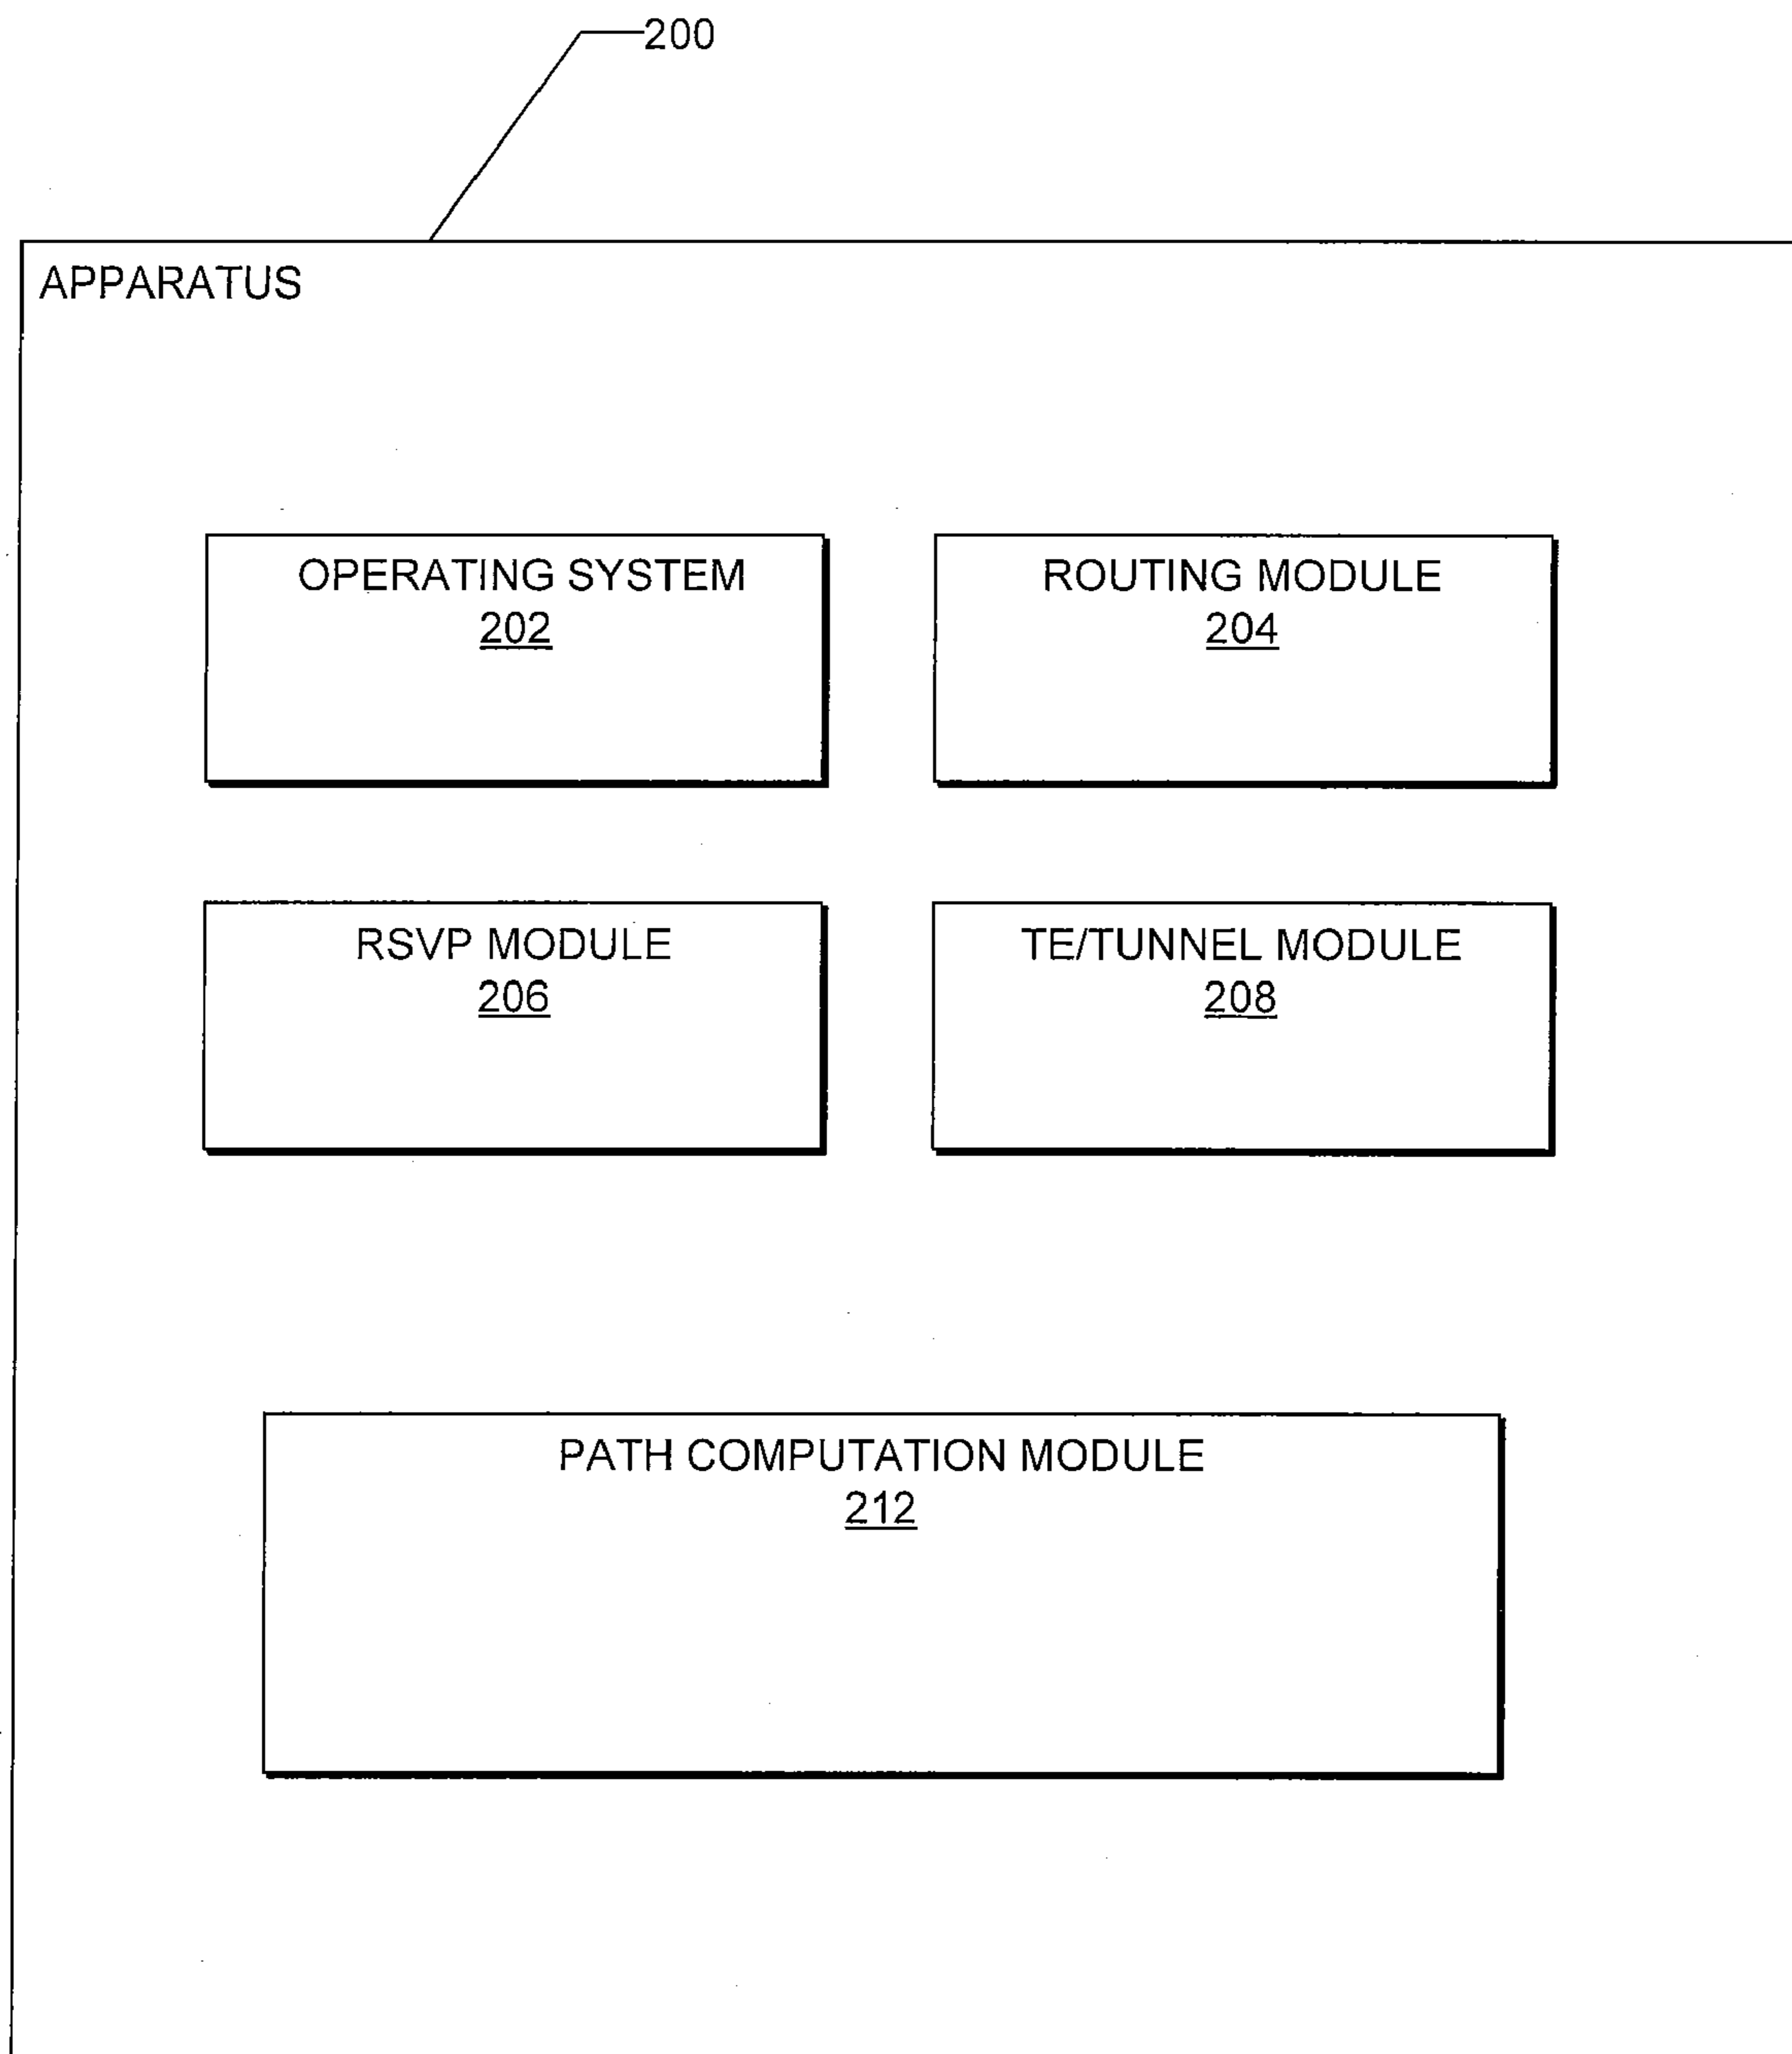 200
APPARATUS
OPERATING SYSTEM
202
ROUTING MODULE
204
RSVP MODULE
206
TE/TUNNEL MODULE
208
PATH COMPUTATION MODULE
212